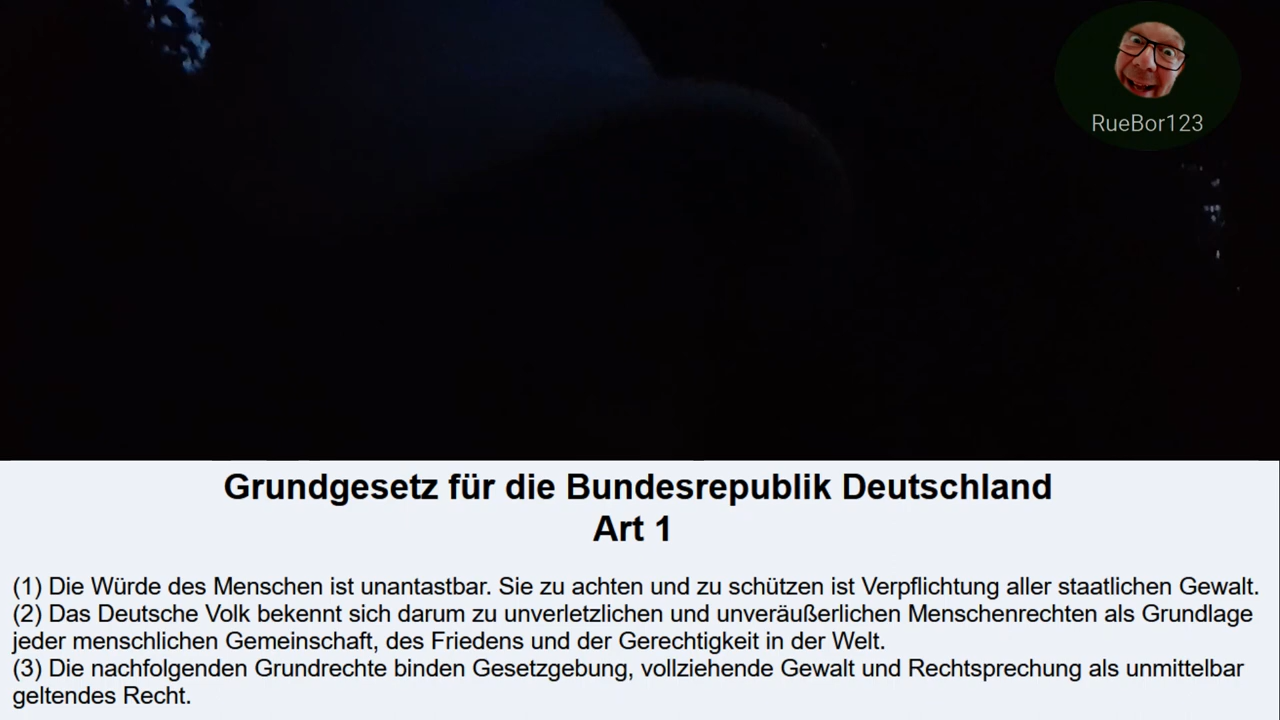 RueBor123
Grundgesetz für die Bundesrepublik Deutschland
Art 1
(1) Die Würde des Menschen ist unantastbar. Sie zu achten und zu schützen ist Verpflichtung aller staatlichen Gewalt.
(2) Das Deutsche Volk bekennt sich darum zu unverletzlichen und unveräußerlichen Menschenrechten als Grundlage
jeder menschlichen Gemeinschaft, des Friedens und der Gerechtigkeit in der Welt.
(3) Die nachfolgenden Grundrechte binden Gesetzgebung, vollziehende Gewalt und Rechtsprechung als unmittelbar
geltendes Recht.